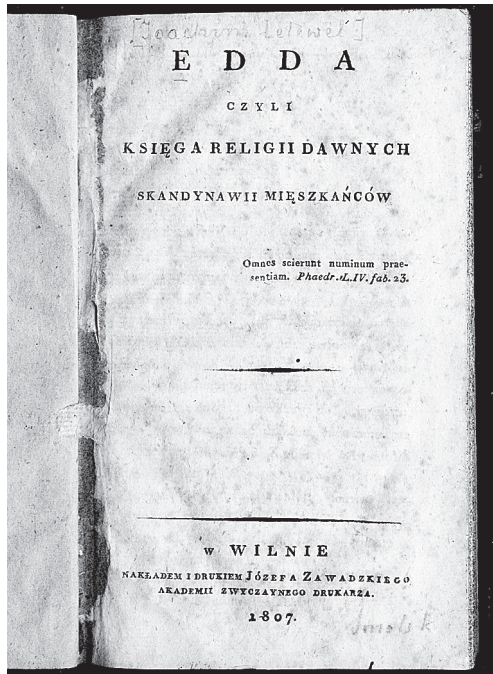 [Joachim Lelewel]
EDDA
CZYLI
KSIĘGA RELIGII DAWNYCH
SKANDYNAWII MIĘSZKAŃCÓW
Omnes scierunt numinum prae-
sentiam. Phaedr. L.IV. fab. 23.
w WILNIE
NAKŁADEM I DRUKIEM JÓZEFA ZAWADZKIEGO
AKADEMII ZWYCZAYNEGO DRUKARZA.
1807.